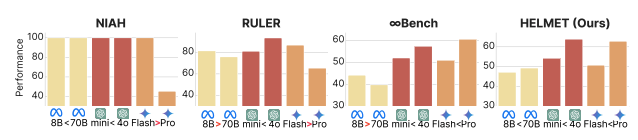 NIAH
Performance
100
80
60
40
8B <70B mini< 4o Flash>Pro
RULER
80
60
40
8B >70B mini< 4o Flash>Pro
∞Bench
60
50
40
30
8B >70B mini< 4o Flash<Pro
HELMET (Ours)
60
50
40
30
8B <70B mini< 4o Flash<Pro